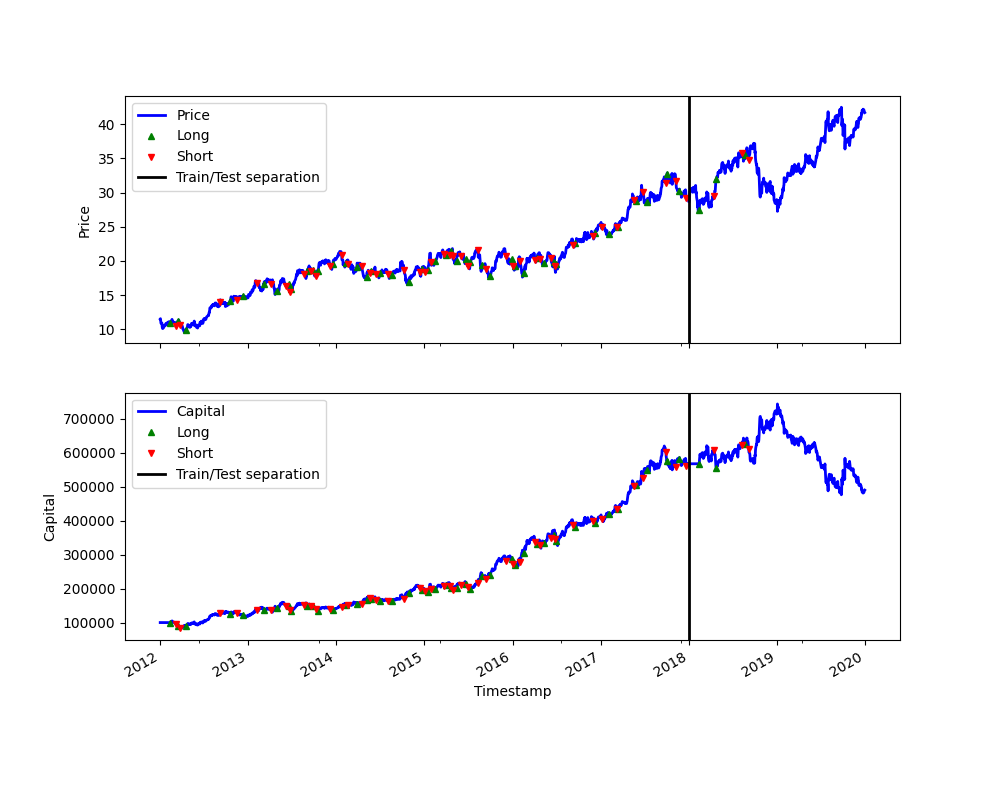 Price
Long
Short
Train/Test separation
40
35
30
25
20
15
10
Price
Capital
Long
Short
Train/Test separation
700000
600000
500000
400000
300000
200000
100000
Capital
2012 2013 2014 2015 2016 2017 2018 2019 2020
Timestamp